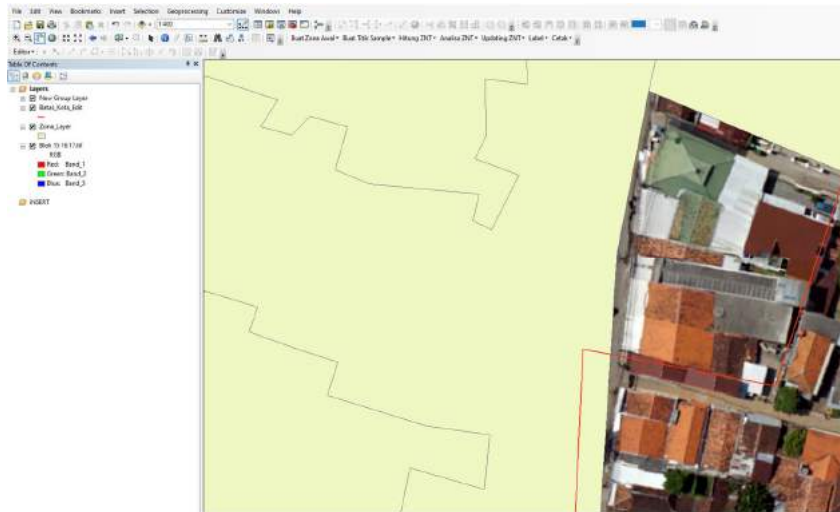 File Edit View Bookmarks Insert Selection Geoprocessing Customize Windows Help
1:400
Buat Zona Awal Buat Titik Sample Hitung ZNT Analisa ZNT Updating ZNT Label Cetak
Editor
Table Of Contents
Layers
New Group Layer
Batas_Kota_Edit
Zona_Layer
RGB
Red: Band_1
Green: Band_2
Blue: Band_3
INSERT